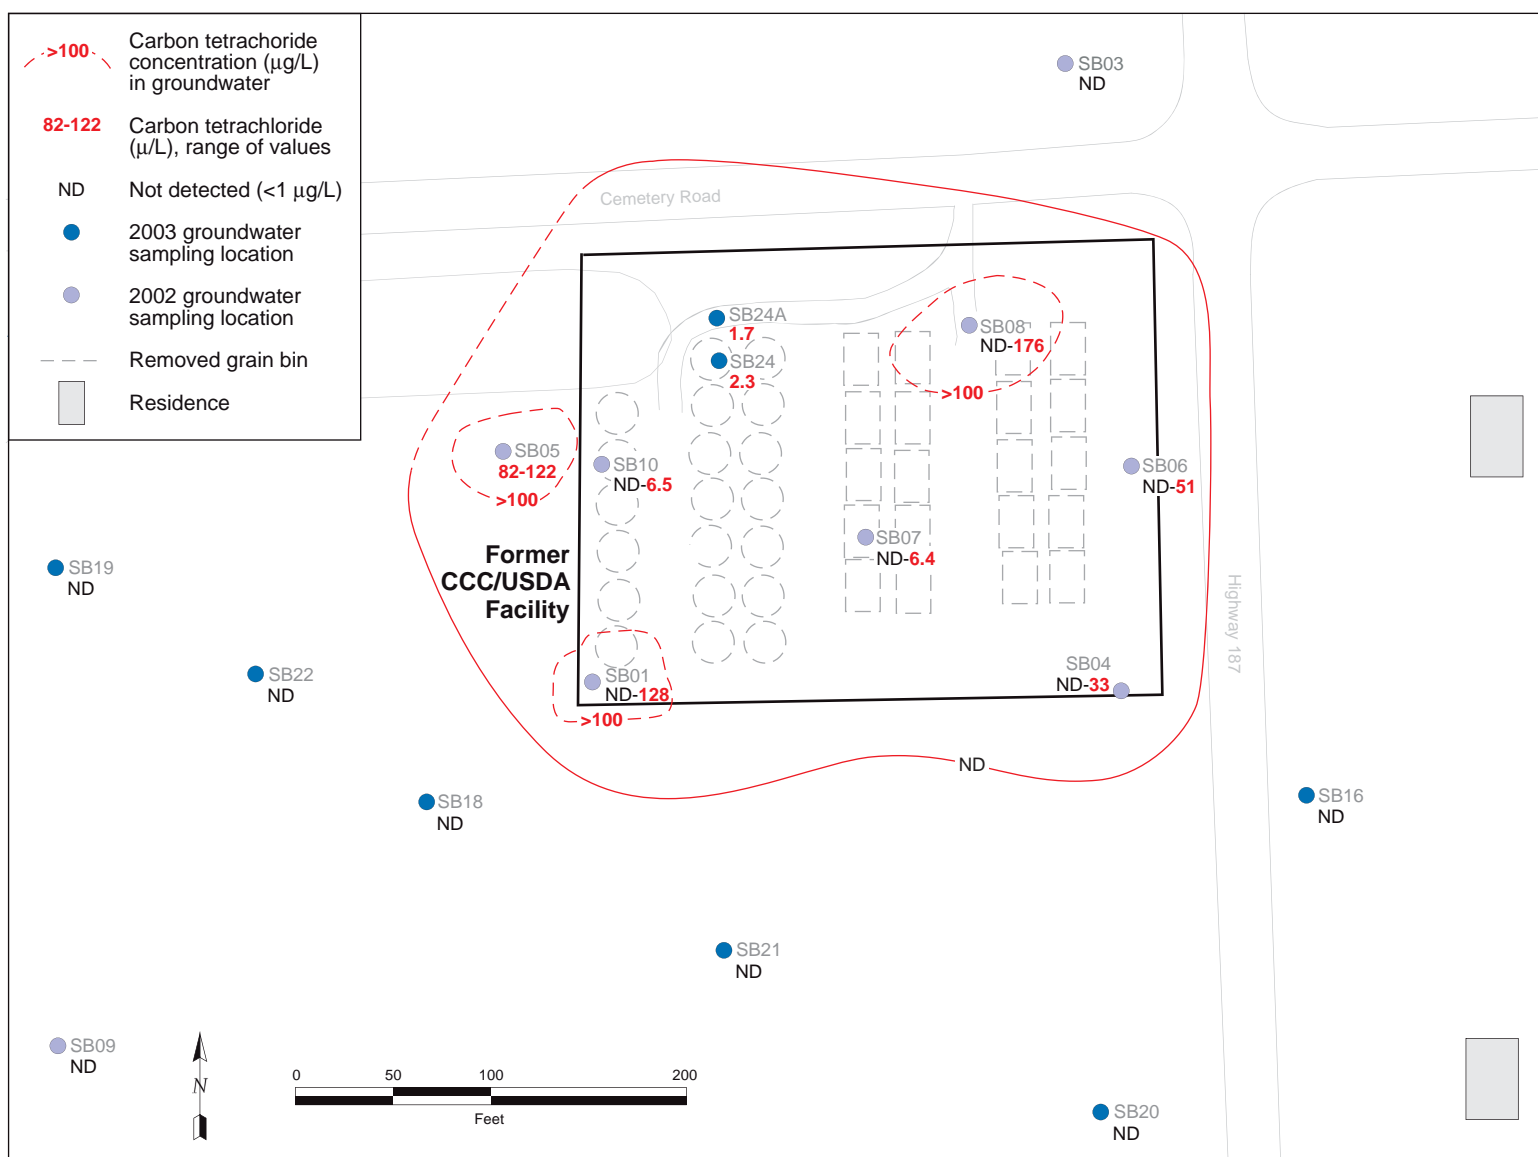 >100
Carbon tetrachoride
concentration (µg/L)
in groundwater
82-122
Carbon tetrachloride
(µ/L), range of values
ND
Not detected (<1 µg/L)
2003 groundwater
sampling location
2002 groundwater
sampling location
Removed grain bin
Residence
SB03
ND
Cemetery Road
SB24A
1.7
SB24
2.3
SB08
ND-176
>100
SB05
82-122
>100
SB10
ND-6.5
SB06
ND-51
SB07
ND-6.4
Former
CCC/USDA
Facility
SB19
ND
SB22
ND
SB01
ND-128
>100
SB04
ND-33
Highway 187
ND
SB18
ND
SB16
ND
SB21
ND
SB09
ND
N
0 50 100 200
Feet
SB20
ND